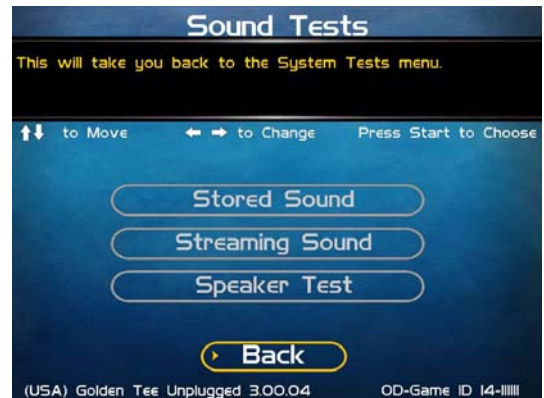 Sound Tests
This will take you back to the System Tests menu.
to Move to Change Press Start to Choose
Stored Sound
Streaming Sound
Speaker Test
Back
(USA) Golden Tee Unplugged 3.00.04 OD-Game ID 14-111111